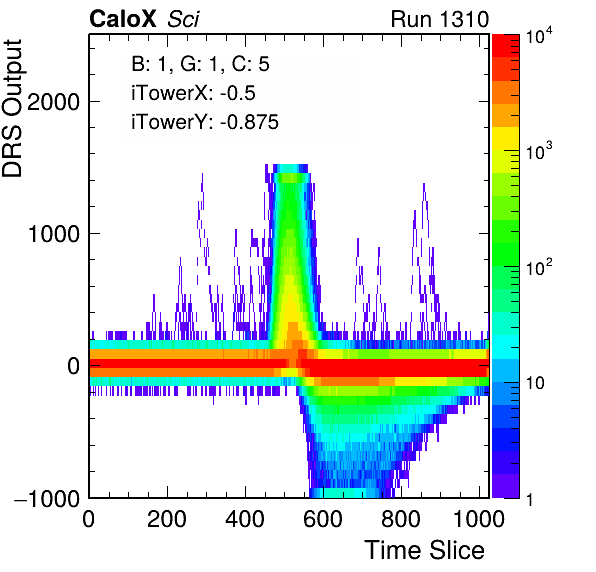 CaloX Sci Run 1310
DRS Output
B: 1, G: 1, C: 5
iTowerX: -0.5
iTowerY: -0.875
2000
1000
0
−1000
0 200 400 600 800 1000
Time Slice
10^4
10^3
10^2
10
1